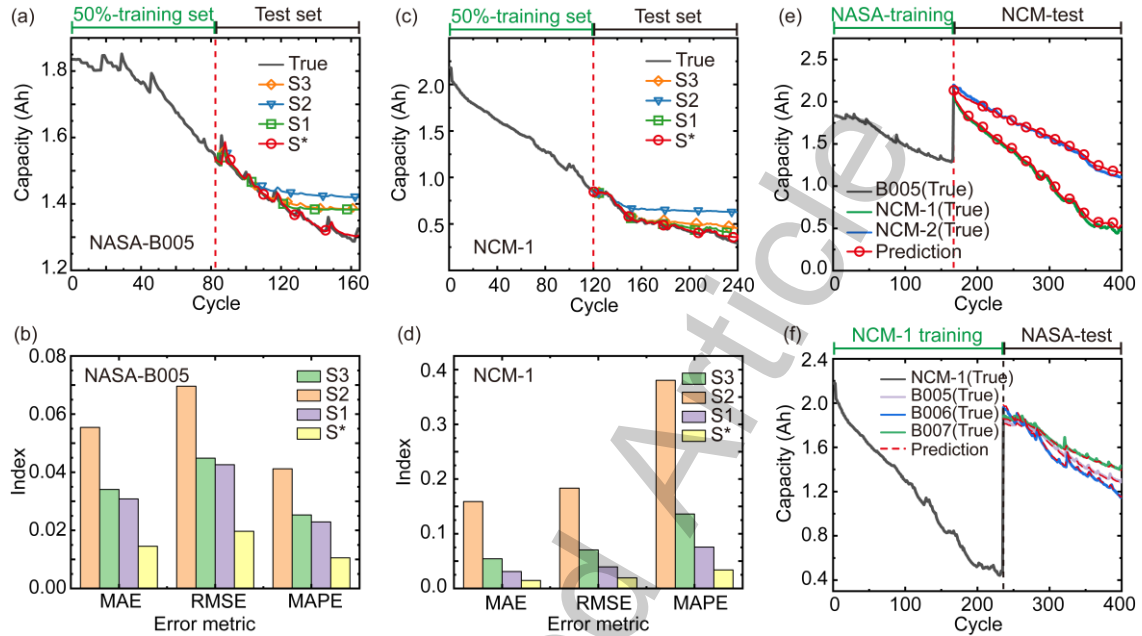 (a)
50%-training set
Test set
Capacity (Ah)
1.8
1.6
1.4
1.2
True
S3
S2
S1
S*
NASA-B005
0 40 80 120 160
Cycle
(b)
NASA-B005
0.08
0.06
0.04
0.02
0.00
Index
S3
S2
S1
S*
MAE RMSE MAPE
Error metric
(c)
50%-training set
Test set
Capacity (Ah)
2.5
2.0
1.5
1.0
0.5
0.0
True
S3
S2
S1
S*
NCM-1
0 40 80 120 160 200 240
Cycle
(d)
NCM-1
0.4
0.3
0.2
0.1
0.0
Index
S3
S2
S1
S*
MAE RMSE MAPE
Error metric
(e)
NASA-training
NCM-test
Capacity (Ah)
2.5
2.0
1.5
1.0
0.5
0.0
B005(True)
NCM-1(True)
NCM-2(True)
Prediction
0 100 200 300 400
Cycle
(f)
NCM-1 training
NASA-test
Capacity (Ah)
2.4
2.0
1.6
1.2
0.8
0.4
NCM-1(True)
B005(True)
B006(True)
B007(True)
Prediction
0 100 200 300 400
Cycle
d Article